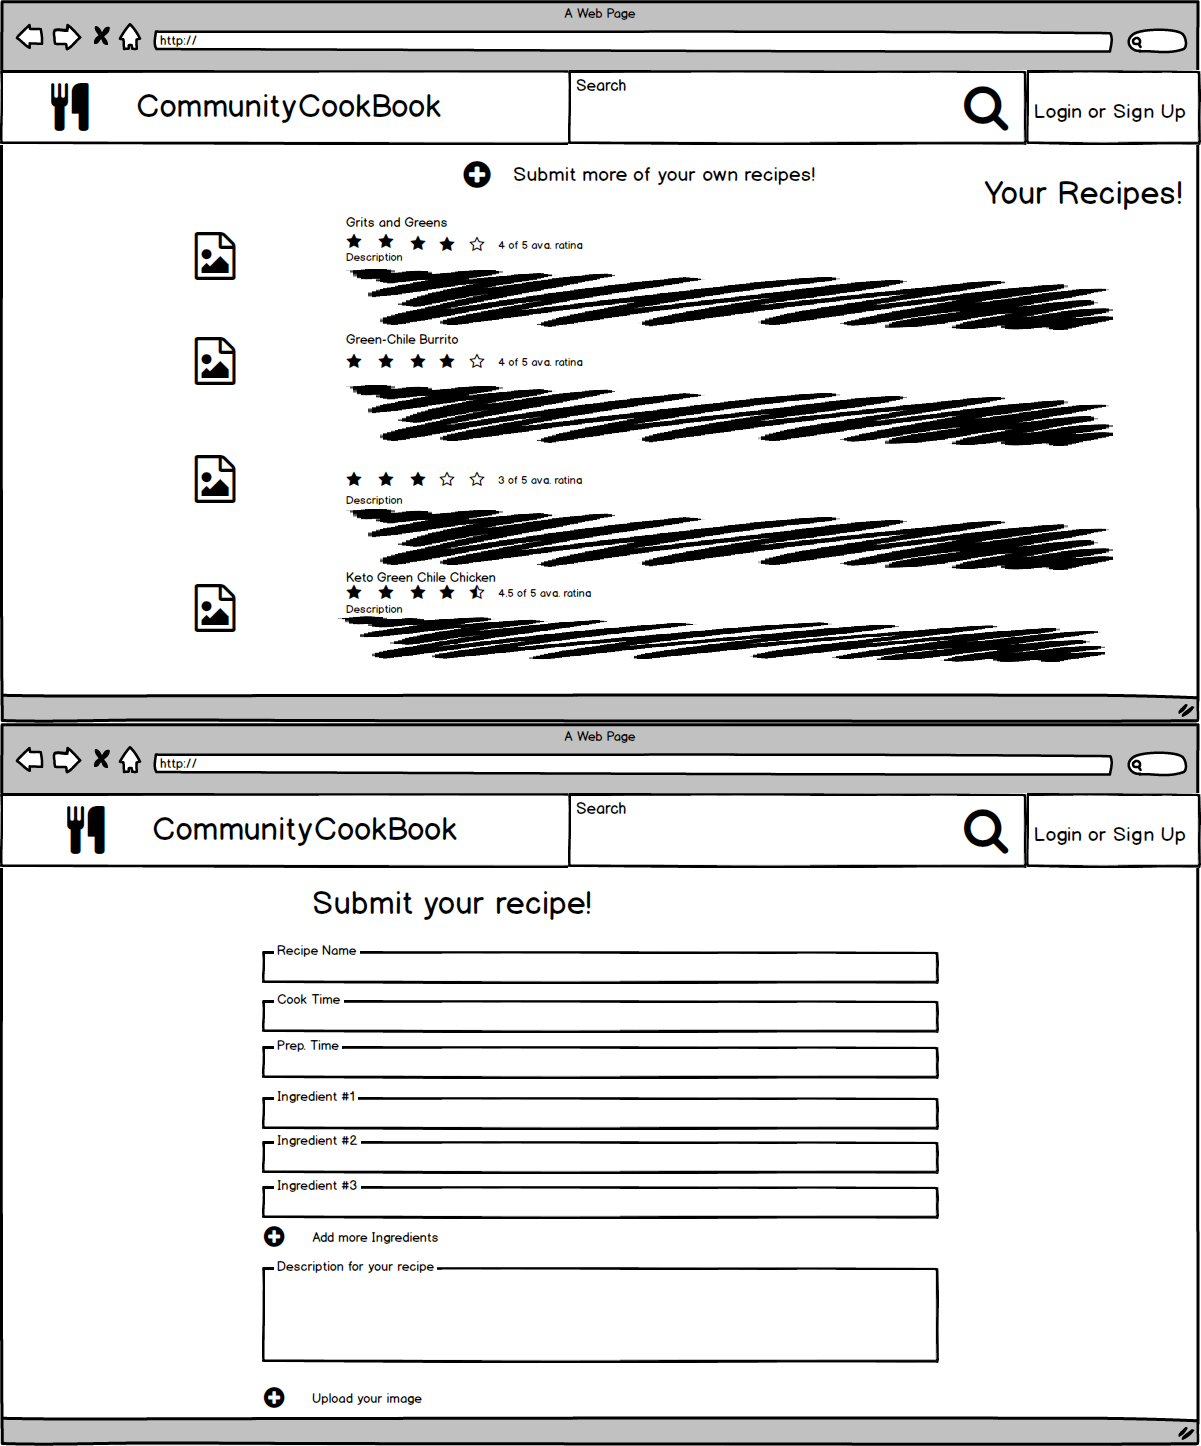 A Web Page
http://
CommunityCookBook
Search
Login or Sign Up
Submit more of your own recipes!
Your Recipes!
Grits and Greens
4 of 5 avg. rating
Description
Green-Chile Burrito
4 of 5 avg. rating
3 of 5 avg. rating
Description
Keto Green Chile Chicken
4.5 of 5 avg. rating
Description
A Web Page
http://
CommunityCookBook
Search
Login or Sign Up
Submit your recipe!
Recipe Name
Cook Time
Prep. Time
Ingredient #1
Ingredient #2
Ingredient #3
Add more Ingredients
Description for your recipe
Upload your image